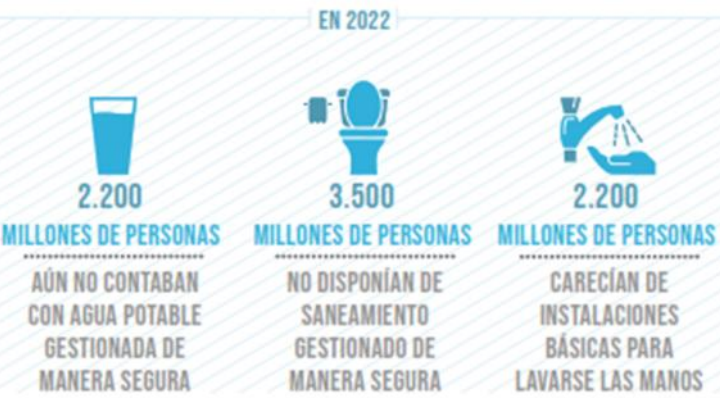 EN 2022
2.200
MILLONES DE PERSONAS
AÚN NO CONTABAN
CON AGUA POTABLE
GESTIONADA DE
MANERA SEGURA
3.500
MILLONES DE PERSONAS
NO DISPONÍAN DE
SANEAMIENTO
GESTIONADO DE
MANERA SEGURA
2.200
MILLONES DE PERSONAS
CARECÍAN DE
INSTALACIONES
BÁSICAS PARA
LAVARSE LAS MANOS